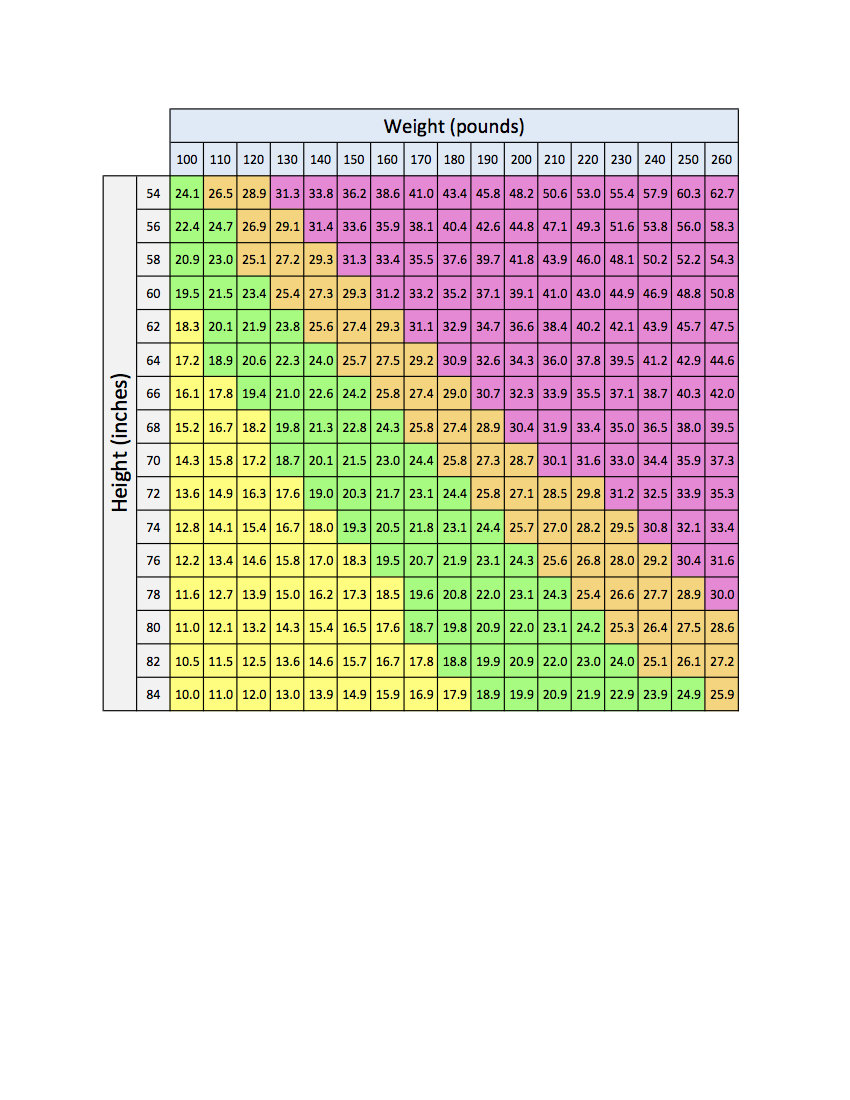 Weight (pounds)
100 110 120 130 140 150 160 170 180 190 200 210 220 230 240 250 260
Height (inches)
54 24.1 26.5 28.9 31.3 33.8 36.2 38.6 41.0 43.4 45.8 48.2 50.6 53.0 55.4 57.9 60.3 62.7
56 22.4 24.7 26.9 29.1 31.4 33.6 35.9 38.1 40.4 42.6 44.8 47.1 49.3 51.6 53.8 56.0 58.3
58 20.9 23.0 25.1 27.2 29.3 31.3 33.4 35.5 37.6 39.7 41.8 43.9 46.0 48.1 50.2 52.2 54.3
60 19.5 21.5 23.4 25.4 27.3 29.3 31.2 33.2 35.2 37.1 39.1 41.0 43.0 44.9 46.9 48.8 50.8
62 18.3 20.1 21.9 23.8 25.6 27.4 29.3 31.1 32.9 34.7 36.6 38.4 40.2 42.1 43.9 45.7 47.5
64 17.2 18.9 20.6 22.3 24.0 25.7 27.5 29.2 30.9 32.6 34.3 36.0 37.8 39.5 41.2 42.9 44.6
66 16.1 17.8 19.4 21.0 22.6 24.2 25.8 27.4 29.0 30.7 32.3 33.9 35.5 37.1 38.7 40.3 42.0
68 15.2 16.7 18.2 19.8 21.3 22.8 24.3 25.8 27.4 28.9 30.4 31.9 33.4 35.0 36.5 38.0 39.5
70 14.3 15.8 17.2 18.7 20.1 21.5 23.0 24.4 25.8 27.3 28.7 30.1 31.6 33.0 34.4 35.9 37.3
72 13.6 14.9 16.3 17.6 19.0 20.3 21.7 23.1 24.4 25.8 27.1 28.5 29.8 31.2 32.5 33.9 35.3
74 12.8 14.1 15.4 16.7 18.0 19.3 20.5 21.8 23.1 24.4 25.7 27.0 28.2 29.5 30.8 32.1 33.4
76 12.2 13.4 14.6 15.8 17.0 18.3 19.5 20.7 21.9 23.1 24.3 25.6 26.8 28.0 29.2 30.4 31.6
78 11.6 12.7 13.9 15.0 16.2 17.3 18.5 19.6 20.8 22.0 23.1 24.3 25.4 26.6 27.7 28.9 30.0
80 11.0 12.1 13.2 14.3 15.4 16.5 17.6 18.7 19.8 20.9 22.0 23.1 24.2 25.3 26.4 27.5 28.6
82 10.5 11.5 12.5 13.6 14.6 15.7 16.7 17.8 18.8 19.9 20.9 22.0 23.0 24.0 25.1 26.1 27.2
84 10.0 11.0 12.0 13.0 13.9 14.9 15.9 16.9 17.9 18.9 19.9 20.9 21.9 22.9 23.9 24.9 25.9